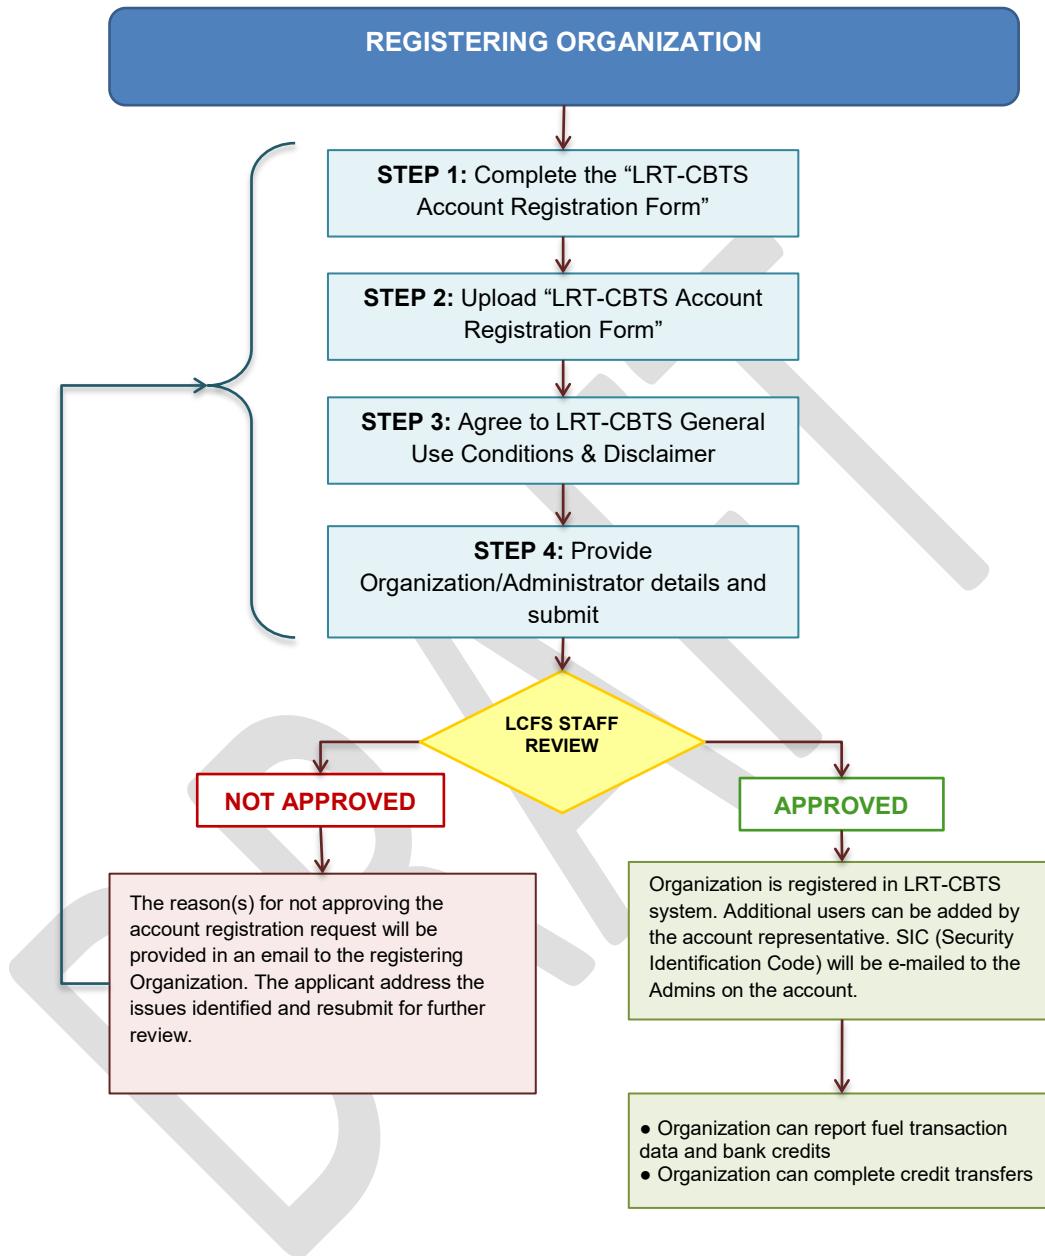 REGISTERING ORGANIZATION
STEP 1: Complete the “LRT-CBTS
Account Registration Form”
STEP 2: Upload “LRT-CBTS Account
Registration Form”
STEP 3: Agree to LRT-CBTS General
Use Conditions & Disclaimer
STEP 4: Provide
Organization/Administrator details and
submit
LCFS STAFF
REVIEW
NOT APPROVED
APPROVED
The reason(s) for not approving the
account registration request will be
provided in an email to the registering
Organization. The applicant address the
issues identified and resubmit for further
review.
Organization is registered in LRT-CBTS
system. Additional users can be added by
the account representative. SIC (Security
Identification Code) will be e-mailed to the
Admins on the account.
● Organization can report fuel transaction
data and bank credits
● Organization can complete credit transfers
DRAFT